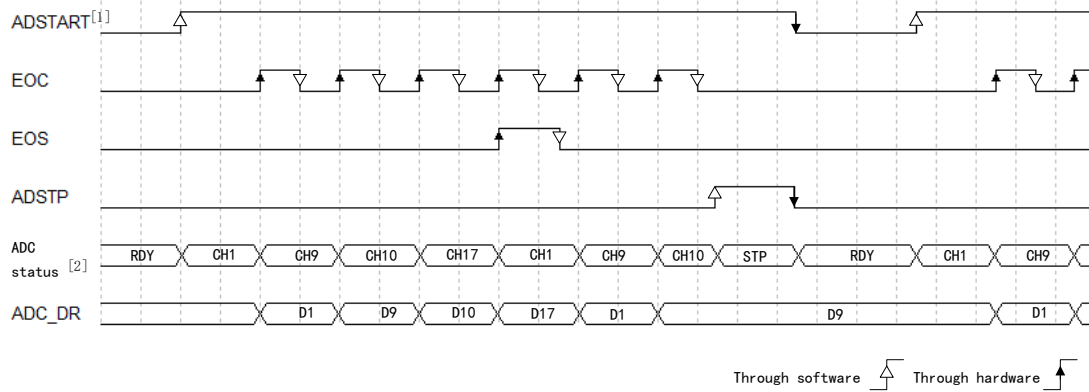 ADSTART[1]
EOC
EOS
ADSTP
ADC status [2] RDY CH1 CH9 CH10 CH17 CH1 CH9 CH10 STP RDY CH1 CH9
ADC_DR D1 D9 D10 D17 D1 D9 D1
Through software Through hardware